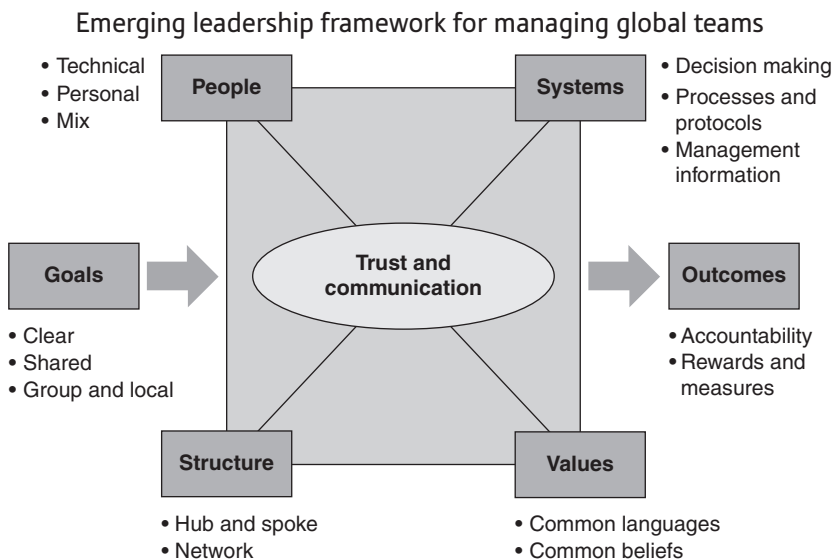 Emerging leadership framework for managing global teams
• Technical
• Personal
• Mix
People
Systems
• Decision making
• Processes and
protocols
• Management
information
Goals
• Clear
• Shared
• Group and local
Trust and
communication
Outcomes
• Accountability
• Rewards and
measures
Structure
• Hub and spoke
• Network
Values
• Common languages
• Common beliefs